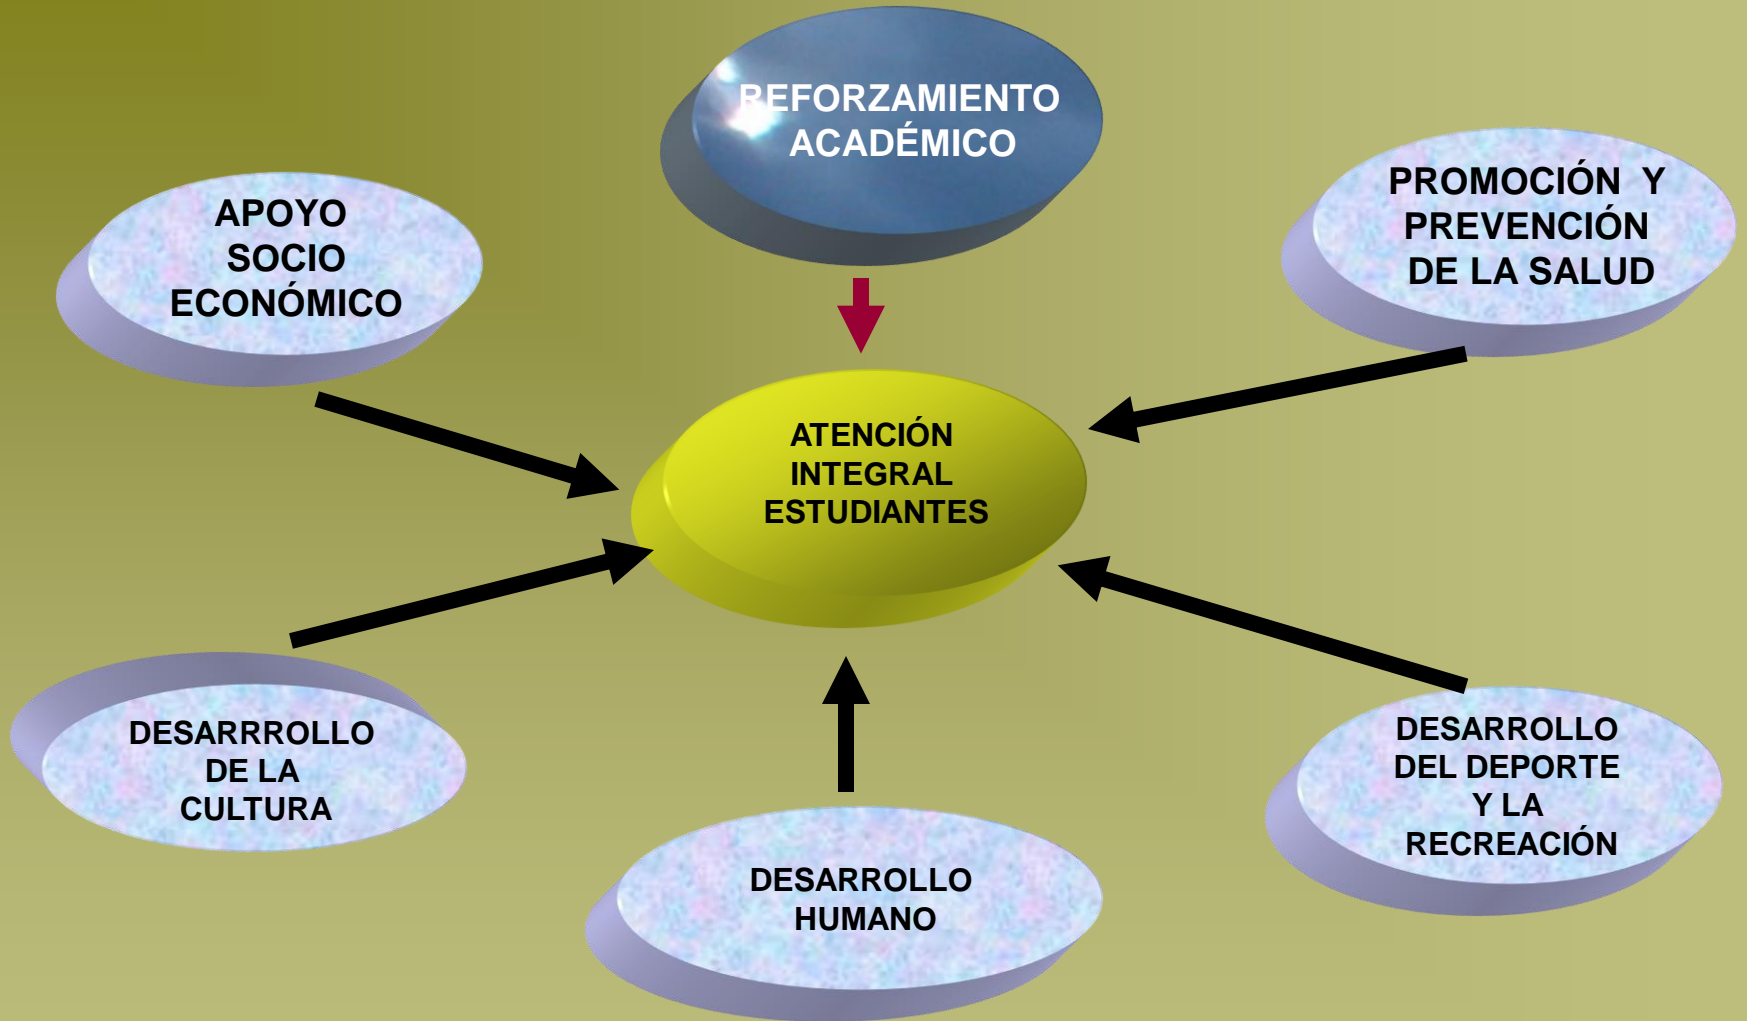 REFORZAMIENTO
ACADÉMICO
APOYO
SOCIO
ECONÓMICO
PROMOCIÓN Y
PREVENCIÓN
DE LA SALUD
ATENCIÓN
INTEGRAL
ESTUDIANTES
DESARRROLLO
DE LA
CULTURA
DESARROLLO
HUMANO
DESARROLLO
DEL DEPORTE
Y LA
RECREACIÓN